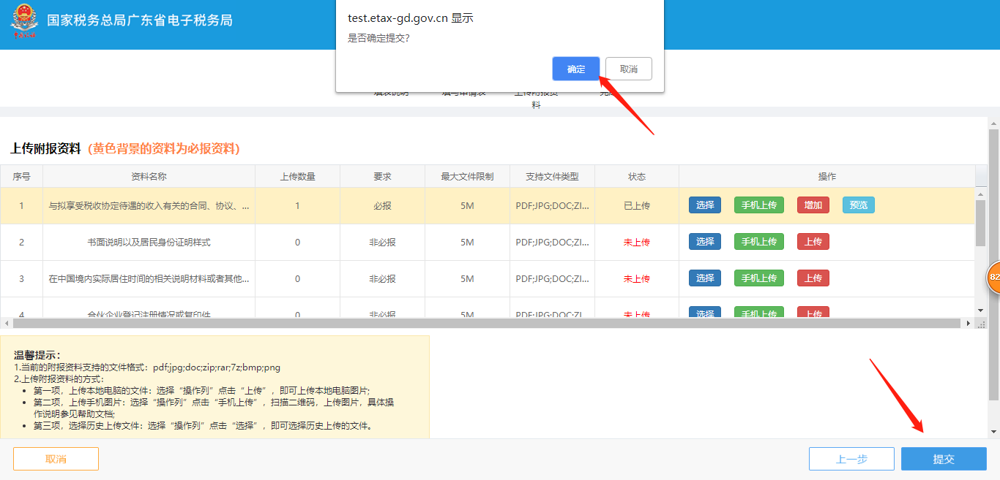 国家税务总局广东省电子税务局
test.etax-gd.gov.cn 显示
是否确定提交?
确定 取消
填表说明 填写申请表 上传附报资料 完成
上传附报资料 (黄色背景的资料为必报资料)
序号 资料名称 上传数量 要求 最大文件限制 支持文件类型 状态 操作
1 与拟享受税收协定待遇的收入有关的合同、协议、... 1 必报 5M PDF;JPG;DOC;ZI... 已上传 选择 手机上传 增加 预览
2 书面说明以及居民身份证明样式 0 非必报 5M PDF;JPG;DOC;ZI... 未上传 选择 手机上传 上传
3 在中国境内实际居住时间的相关说明材料或者其他... 0 非必报 5M PDF;JPG;DOC;ZI... 未上传 选择 手机上传 上传
4 合伙企业登记注册情况或复印件 0 非必报 5M PDF;JPG;DOC;ZI... 未上传 选择 手机上传 上传
82
温馨提示：
1.当前的附报资料支持的文件格式：pdf;jpg;doc;zip;rar;7z;bmp;png
2.上传附报资料的方式：
• 第一项，上传本地电脑的文件：选择“操作列”点击“上传”，即可上传本地电脑图片;
• 第二项，上传手机图片：选择“操作列”点击“手机上传”，扫描二维码，上传图片，具体操
作说明参见帮助文档;
• 第三项，选择历史上传文件：选择“操作列”点击“选择”，即可选择历史上传的文件。
取消 上一步 提交